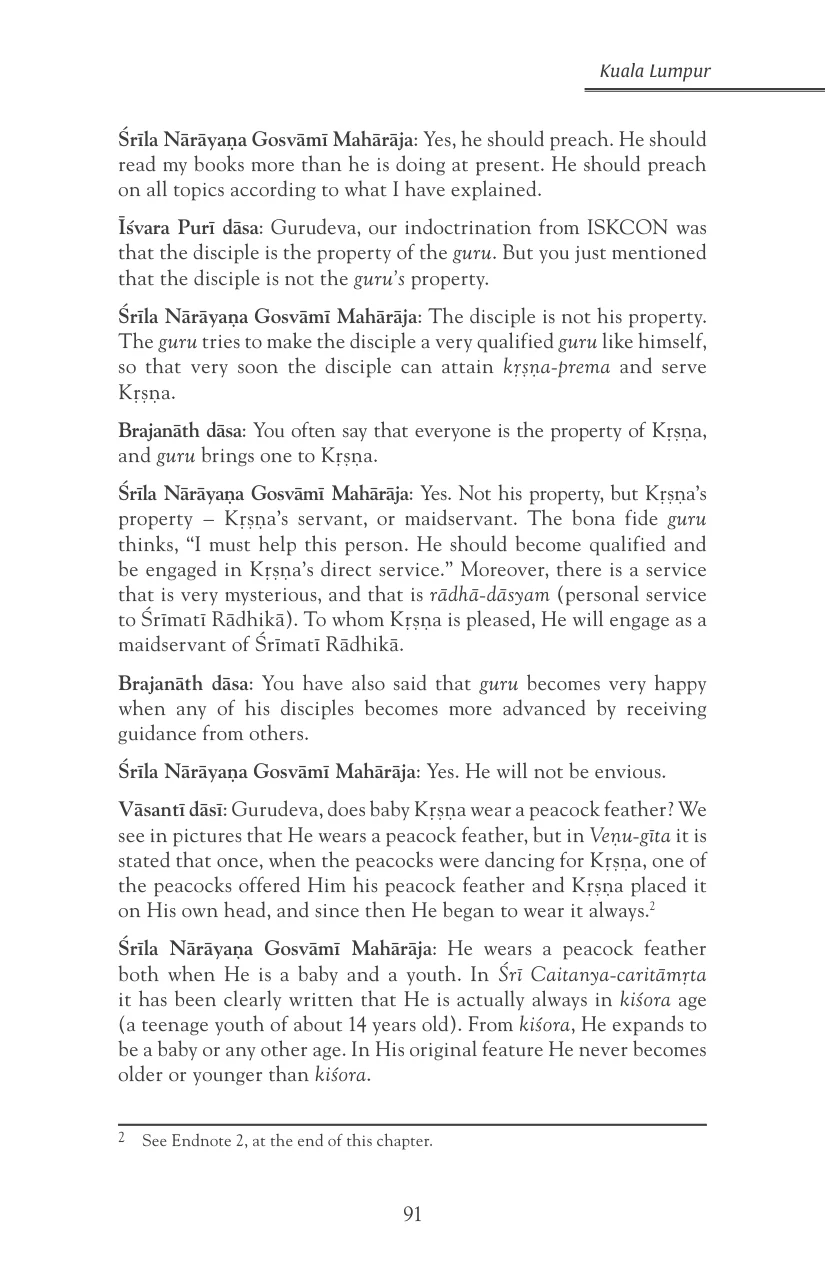 Kuala Lumpur
Śrīla Nārāyaṇa Gosvāmī Mahārāja: Yes, he should preach. He should
read my books more than he is doing at present. He should preach
on all topics according to what I have explained.
Īśvara Purī dāsa: Gurudeva, our indoctrination from ISKCON was
that the disciple is the property of the guru. But you just mentioned
that the disciple is not the guru's property.
Śrīla Nārāyaṇa Gosvāmī Mahārāja: The disciple is not his property.
The guru tries to make the disciple a very qualified guru like himself,
so that very soon the disciple can attain kṛṣṇa-prema and serve
Kṛṣṇa.
Brajanāth dāsa: You often say that everyone is the property of Kṛṣṇa,
and guru brings one to Kṛṣṇa.
Śrīla Nārāyaṇa Gosvāmī Mahārāja: Yes. Not his property, but Kṛṣṇa's
property – Kṛṣṇa's servant, or maidservant. The bona fide guru
thinks, “I must help this person. He should become qualified and
be engaged in Kṛṣṇa's direct service.” Moreover, there is a service
that is very mysterious, and that is rādhā-dāsyam (personal service
to Śrīmatī Rādhikā). To whom Kṛṣṇa is pleased, He will engage as a
maidservant of Śrīmatī Rādhikā.
Brajanāth dāsa: You have also said that guru becomes very happy
when any of his disciples becomes more advanced by receiving
guidance from others.
Śrīla Nārāyaṇa Gosvāmī Mahārāja: Yes. He will not be envious.
Vāsantī dāsī: Gurudeva, does baby Kṛṣṇa wear a peacock feather? We
see in pictures that He wears a peacock feather, but in Veṇu-gīta it is
stated that once, when the peacocks were dancing for Kṛṣṇa, one of
the peacocks offered Him his peacock feather and Kṛṣṇa placed it
on His own head, and since then He began to wear it always.2
Śrīla Nārāyaṇa Gosvāmī Mahārāja: He wears a peacock feather
both when He is a baby and a youth. In Śrī Caitanya-caritāmṛta
it has been clearly written that He is actually always in kiśora age
(a teenage youth of about 14 years old). From kiśora, He expands to
be a baby or any other age. In His original feature He never becomes
older or younger than kiśora.
2 See Endnote 2, at the end of this chapter.
91